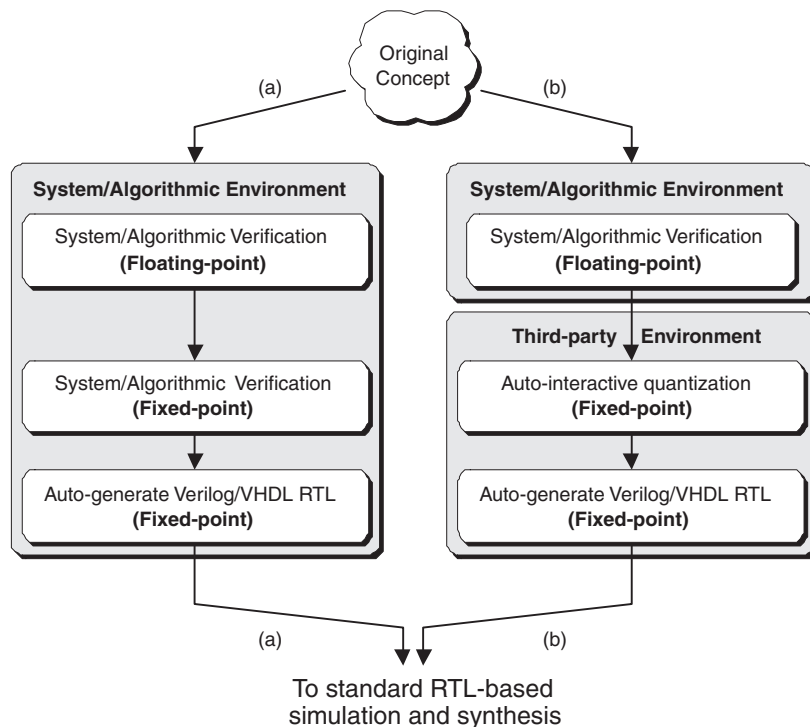 Original
Concept
(a)
(b)
System/Algorithmic Environment
System/Algorithmic Verification
(Floating-point)
System/Algorithmic Verification
(Fixed-point)
Auto-generate Verilog/VHDL RTL
(Fixed-point)
System/Algorithmic Environment
System/Algorithmic Verification
(Floating-point)
Third-party Environment
Auto-interactive quantization
(Fixed-point)
Auto-generate Verilog/VHDL RTL
(Fixed-point)
(a)
(b)
To standard RTL-based
simulation and synthesis